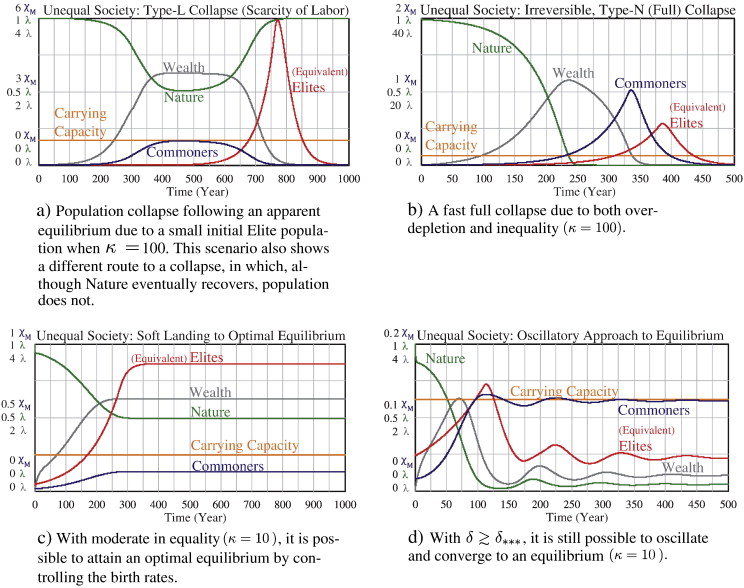 Unequal Society: Type-L Collapse (Scarcity of Labor)
6 χM
1 λ
4 λ
3 χM
0.5 λ
2 λ
0 χM
0 λ
0 λ
Wealth
Nature
(Equivalent)
Elites
Carrying
Capacity
Commoners
0 200 400 600 800 1000
Time (Year)
a) Population collapse following an apparent
equilibrium due to a small initial Elite popu-
lation when κ = 100. This scenario also shows
a different route to a collapse, in which, al-
though Nature eventually recovers, population
does not.
Unequal Society: Irreversible, Type-N (Full) Collapse
2 χM
1 λ
40 λ
1 χM
0.5 λ
20 λ
0 χM
0 λ
0 λ
Nature
Wealth
Commoners
(Equivalent)
Elites
Carrying
Capacity
0 50 100 150 200 250 300 350 400 450 500
Time (Year)
b) A fast full collapse due to both over-
depletion and inequality (κ = 100).
Unequal Society: Soft Landing to Optimal Equilibrium
1 χM
1 λ
4 λ
0.5 χM
0.5 λ
2 λ
0 χM
0 λ
0 λ
(Equivalent) Elites
Wealth
Nature
Carrying Capacity
Commoners
0 100 200 300 400 500 600 700 800 900 1000
Time (Year)
c) With moderate in equality (κ = 10), it is pos-
sible to attain an optimal equilibrium by con-
trolling the birth rates.
Unequal Society: Oscillatory Approach to Equilibrium
0.2 χM
1 λ
4 λ
0.1 χM
0.5 λ
2 λ
0 χM
0 λ
0 λ
Nature
Carrying Capacity
Commoners
(Equivalent)
Elites
Wealth
0 50 100 150 200 250 300 350 400 450 500
Time (Year)
d) With δ ≳ δ***, it is still possible to oscillate
and converge to an equilibrium (κ = 10).